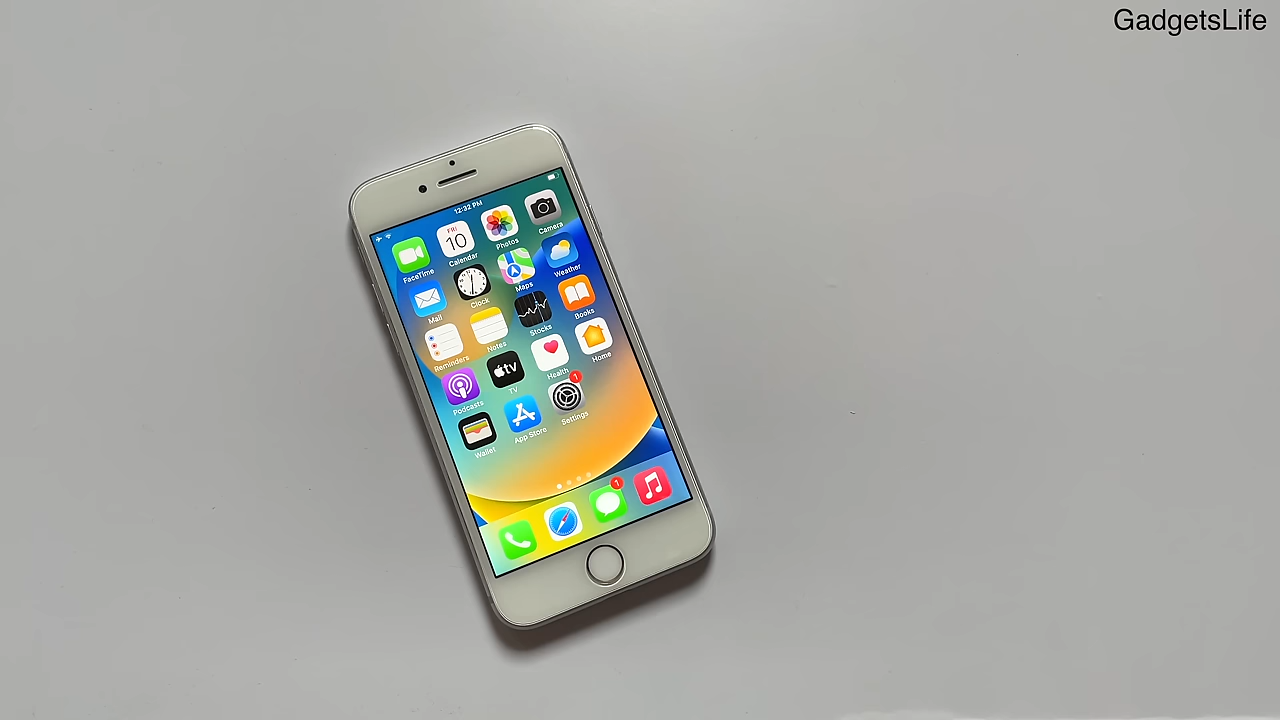 GadgetsLife
12:32 PM
FRI
10
FaceTime
Calendar
Photos
Camera
Mail
Clock
Maps
Weather
Reminders
Notes
Stocks
Books
Podcasts
tv
TV
Health
Home
Wallet
App Store
1
Settings
1